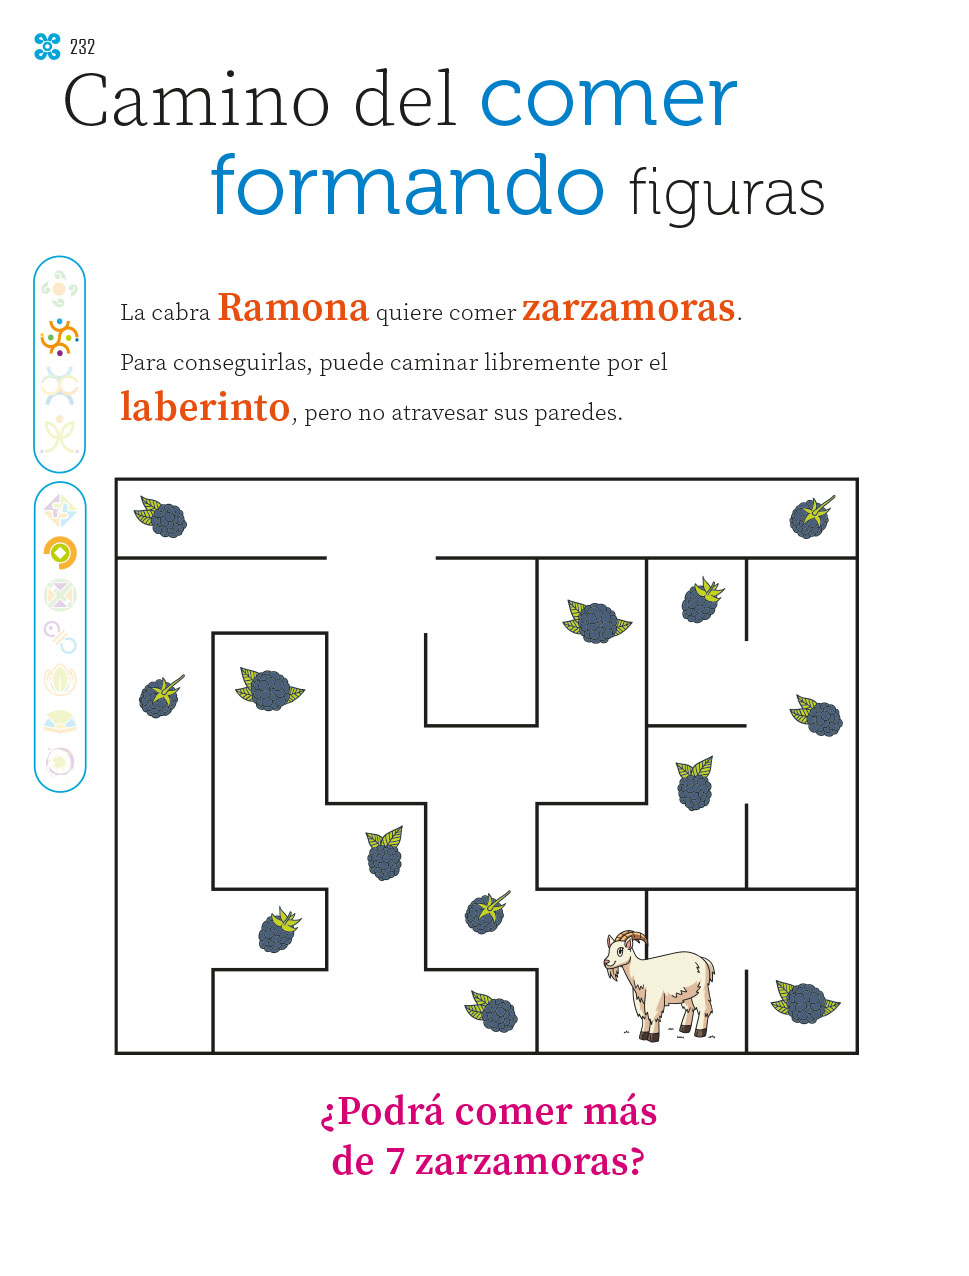 232
Camino del comer
formando figuras
La cabra Ramona quiere comer zarzamoras.
Para conseguirlas, puede caminar libremente por el
laberinto, pero no atravesar sus paredes.
¿Podrá comer más
de 7 zarzamoras?